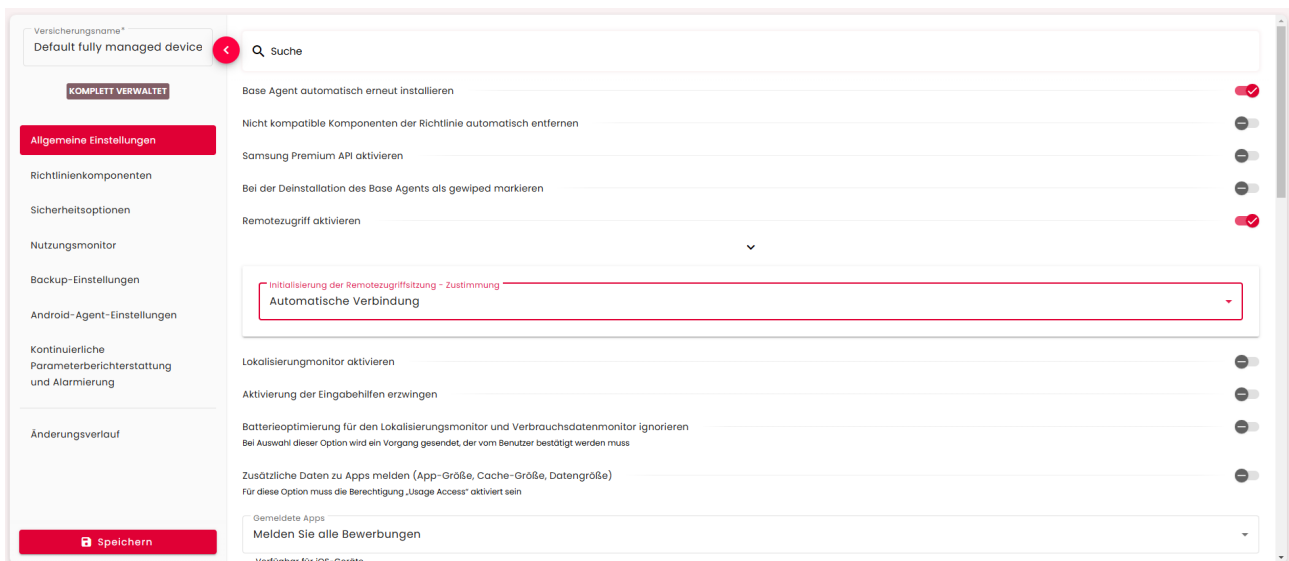 Versicherungsname*
Default fully managed device
KOMPLETT VERWALTET
Allgemeine Einstellungen
Richtlinienkomponenten
Sicherheitsoptionen
Nutzungsmonitor
Backup-Einstellungen
Android-Agent-Einstellungen
Kontinuierliche
Parameterberichterstattung
und Alarmierung
Änderungsverlauf
Speichern
Suche
Base Agent automatisch erneut installieren
Nicht kompatible Komponenten der Richtlinie automatisch entfernen
Samsung Premium API aktivieren
Bei der Deinstallation des Base Agents als gewiped markieren
Remotezugriff aktivieren
Initialisierung der Remotezugriffsitzung - Zustimmung
Automatische Verbindung
Lokalisierungmonitor aktivieren
Aktivierung der Eingabehilfen erzwingen
Batterieoptimierung für den Lokalisierungsmonitor und Verbrauchsdatenmonitor ignorieren
Bei Auswahl dieser Option wird ein Vorgang gesendet, der vom Benutzer bestätigt werden muss
Zusätzliche Daten zu Apps melden (App-Größe, Cache-Größe, Datengröße)
Für diese Option muss die Berechtigung „Usage Access" aktiviert sein
Gemeldete Apps
Melden Sie alle Bewerbungen
Verfügbar für iOS-Geräte